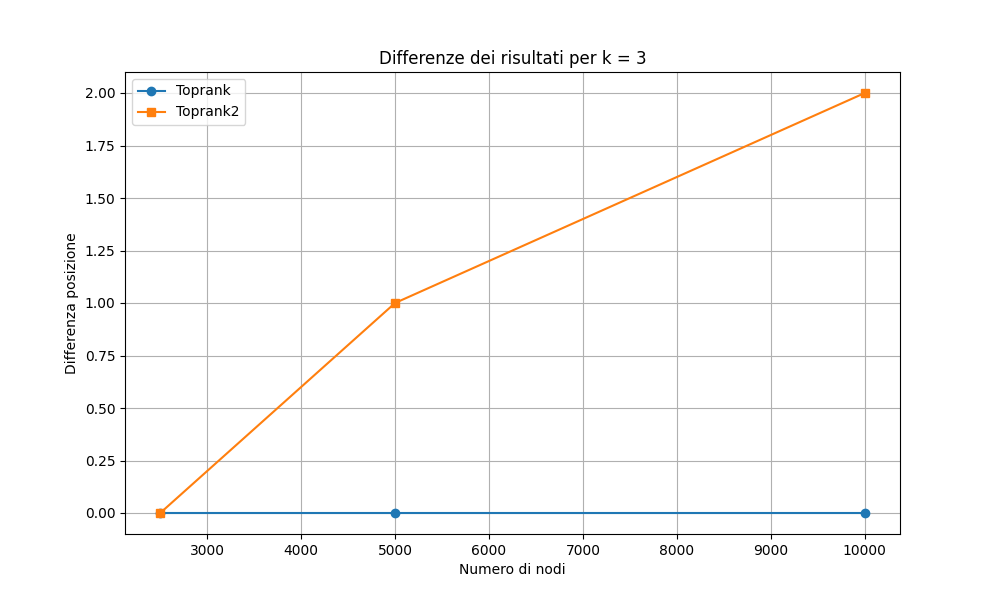 Differenze dei risultati per k = 3
Toprank
Toprank2
Differenza posizione
2.00
1.75
1.50
1.25
1.00
0.75
0.50
0.25
0.00
3000 4000 5000 6000 7000 8000 9000 10000
Numero di nodi